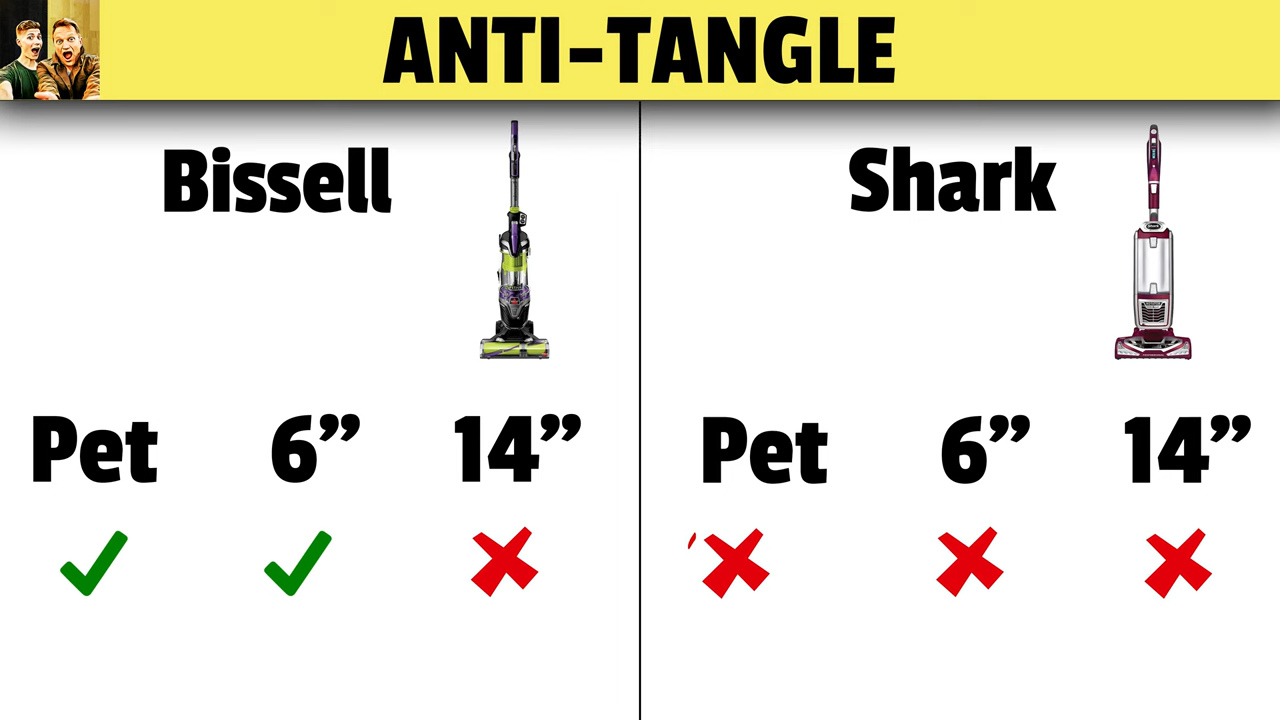 ANTI-TANGLE
Bissell
Shark
Pet 6” 14”
Pet 6” 14”